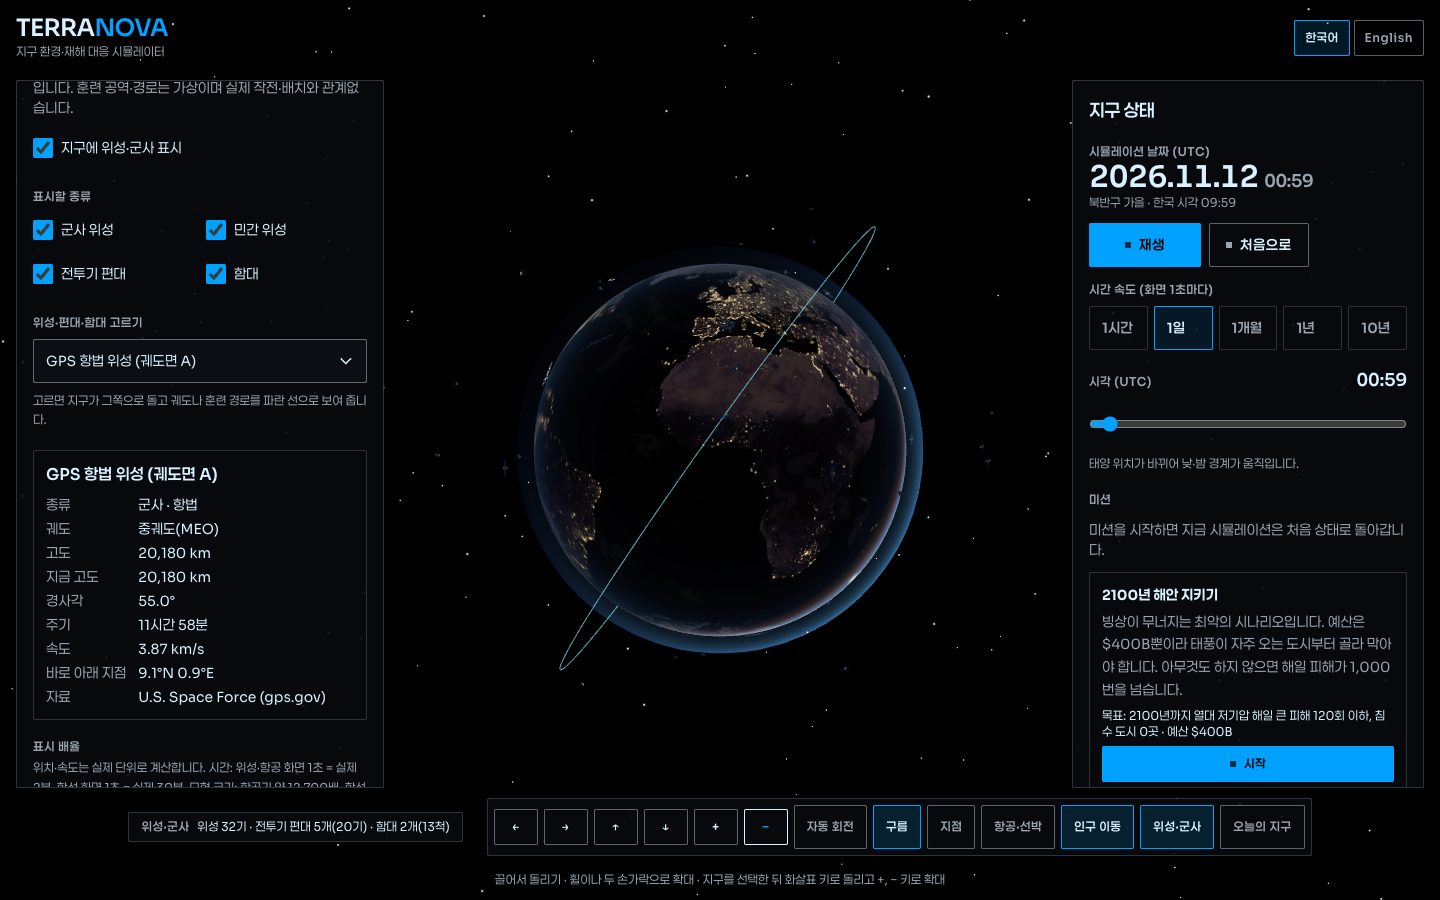 TERRANOVA
지구 환경·재해 대응 시뮬레이터
한국어
English
입니다. 훈련 공역·경로는 가상이며 실제 작전·배치와 관계없
습니다.
지구에 위성·군사 표시
표시할 종류
군사 위성
민간 위성
전투기 편대
함대
위성·편대·함대 고르기
GPS 항법 위성 (궤도면 A)
고르면 지구가 그쪽으로 돌고 궤도나 훈련 경로를 파란 선으로 보여 줍니
다.
GPS 항법 위성 (궤도면 A)
종류 군사 · 항법
궤도 중궤도(MEO)
고도 20,180 km
지금 고도 20,180 km
경사각 55.0°
주기 11시간 58분
속도 3.87 km/s
바로 아래 지점 9.1°N 0.9°E
자료 U.S. Space Force (gps.gov)
표시 배율
위치·속도는 실제 단위로 계산합니다. 시간: 위성·항공 화면 1초 = 실제
지구 상태
시뮬레이션 날짜 (UTC)
2026.11.12 00:59
북반구 가을 · 한국 시각 09:59
재생
처음으로
시간 속도 (화면 1초마다)
1시간
1일
1개월
1년
10년
시각 (UTC) 00:59
태양 위치가 바뀌어 낮·밤 경계가 움직입니다.
미션
미션을 시작하면 지금 시뮬레이션은 처음 상태로 돌아갑니
다.
2100년 해안 지키기
빙상이 무너지는 최악의 시나리오입니다. 예산은
$400B뿐이라 태풍이 자주 오는 도시부터 골라 막아
야 합니다. 아무것도 하지 않으면 해일 피해가 1,000
번을 넘습니다.
목표: 2100년까지 열대 저기압 해일 큰 피해 120회 이하, 침
수 도시 0곳 · 예산 $400B
시작
위성·군사 위성 32기 · 전투기 편대 5개(20기) · 함대 2개(13척)
← → ↑ ↓ + −
자동 회전
구름
지점
항공·선박
인구 이동
위성·군사
오늘의 지구
끌어서 돌리기 · 휠이나 두 손가락으로 확대 · 지구를 선택한 뒤 화살표 키로 돌리고 +, − 키로 확대